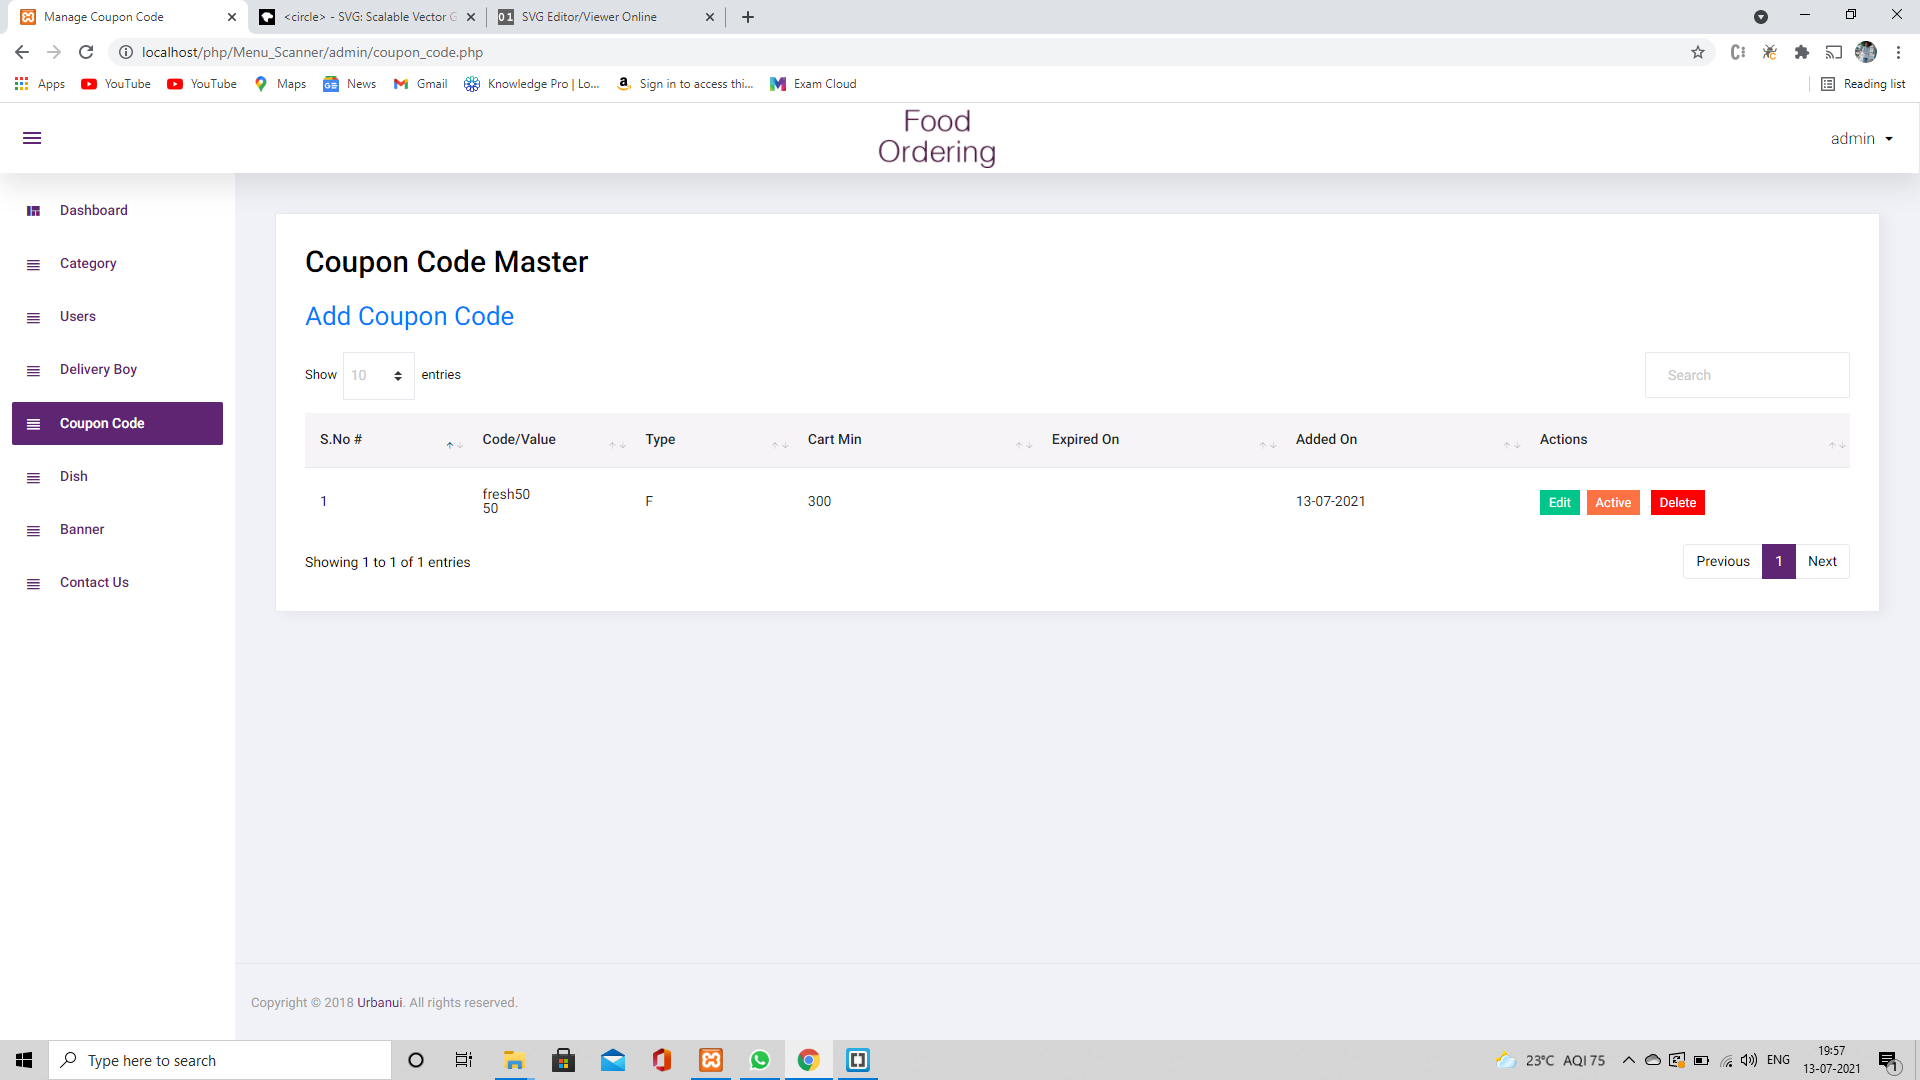 Manage Coupon Code
<circle> - SVG: Scalable Vector G
SVG Editor/Viewer Online
localhost/php/Menu_Scanner/admin/coupon_code.php
Apps
YouTube
YouTube
Maps
News
Gmail
Knowledge Pro | Lo...
Sign in to access thi...
Exam Cloud
Reading list
Food
Ordering
admin
Dashboard
Category
Users
Delivery Boy
Coupon Code
Dish
Banner
Contact Us
Coupon Code Master
Add Coupon Code
Show 10 entries
Search
S.No # Code/Value Type Cart Min Expired On Added On Actions
1 fresh50 F 300 13-07-2021 Edit Active Delete
50
Showing 1 to 1 of 1 entries
Previous 1 Next
Copyright © 2018 Urbanui. All rights reserved.
Type here to search
23°C AQI 75
ENG
19:57
13-07-2021
1